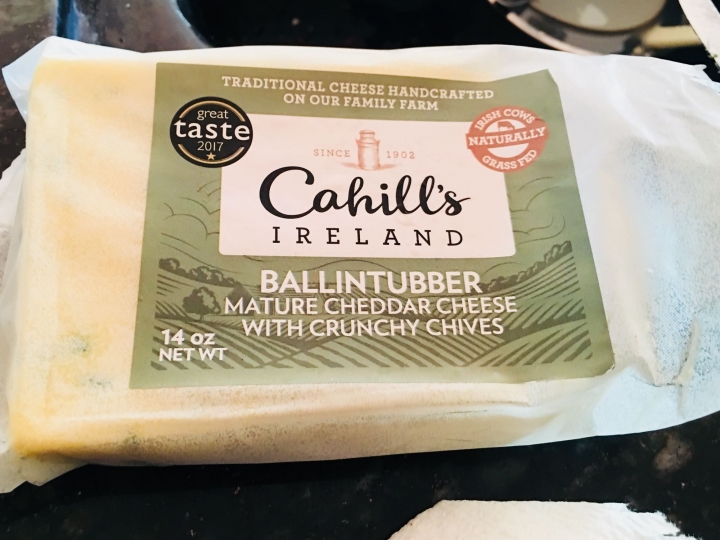 TRADITIONAL CHEESE HANDCRAFTED
ON OUR FAMILY FARM
great
taste
2017
IRISH COWS
NATURALLY
GRASS FED
SINCE 1902
Cahill's
IRELAND
BALLINTUBBER
MATURE CHEDDAR CHEESE
WITH CRUNCHY CHIVES
14 oz
NET WT